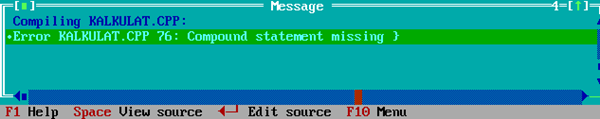 [■] Message 4=[↑]
Compiling KALKULAT.CPP:
•Error KALKULAT.CPP 76: Compound statement missing }
F1 Help Space View source ◄┘ Edit source F10 Menu